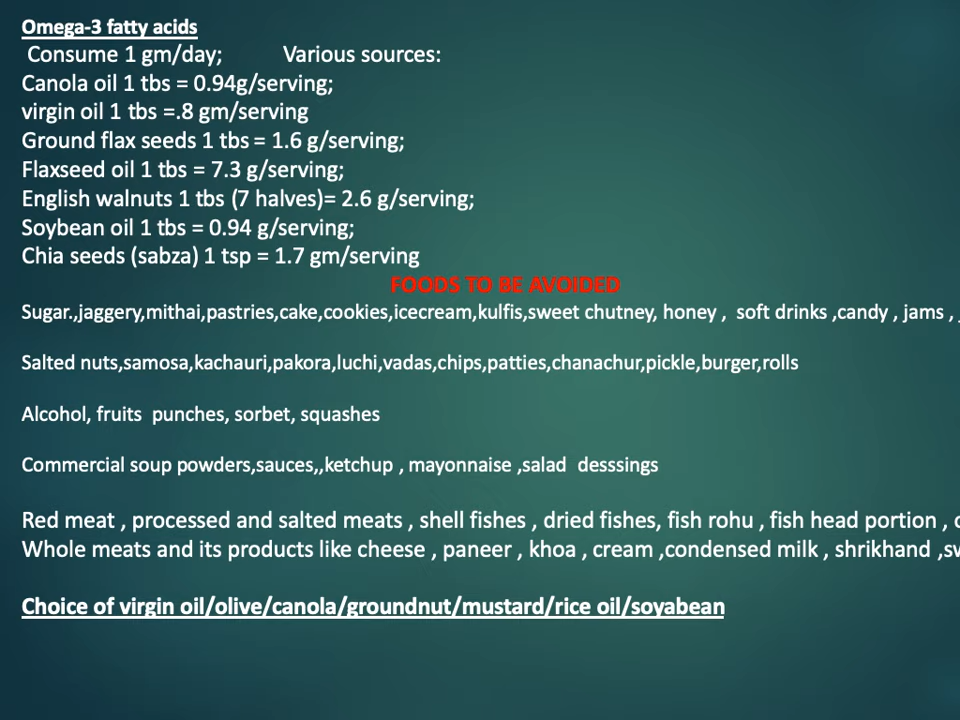 Omega-3 fatty acids
Consume 1 gm/day; Various sources:
Canola oil 1 tbs = 0.94g/serving;
virgin oil 1 tbs =.8 gm/serving
Ground flax seeds 1 tbs = 1.6 g/serving;
Flaxseed oil 1 tbs = 7.3 g/serving;
English walnuts 1 tbs (7 halves)= 2.6 g/serving;
Soybean oil 1 tbs = 0.94 g/serving;
Chia seeds (sabza) 1 tsp = 1.7 gm/serving
FOODS TO BE AVOIDED
Sugar.,jaggery,mithai,pastries,cake,cookies,icecream,kulfis,sweet chutney, honey , soft drinks ,candy , jams ,
Salted nuts,samosa,kachauri,pakora,luchi,vadas,chips,patties,chanachur,pickle,burger,rolls
Alcohol, fruits punches, sorbet, squashes
Commercial soup powders,sauces,,ketchup , mayonnaise ,salad desssings
Red meat , processed and salted meats , shell fishes , dried fishes, fish rohu , fish head portion ,
Whole meats and its products like cheese , paneer , khoa , cream ,condensed milk , shrikhand ,
Choice of virgin oil/olive/canola/groundnut/mustard/rice oil/soyabean